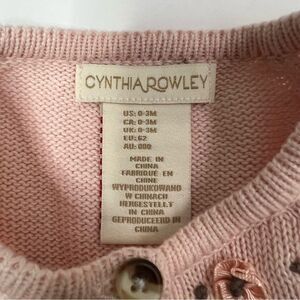 CYNTHIA ROWLEY
US: 0-3M
CA: 0-3M
UK: 0-3M
EU: 62
AU: 000
MADE IN
CHINA
FABRIQUÉ EN
CHINE
WYPRODUKOWANO
W CHINACH
HERGESTELLT
IN CHINA
GEPRODUCEERD IN
CHINA